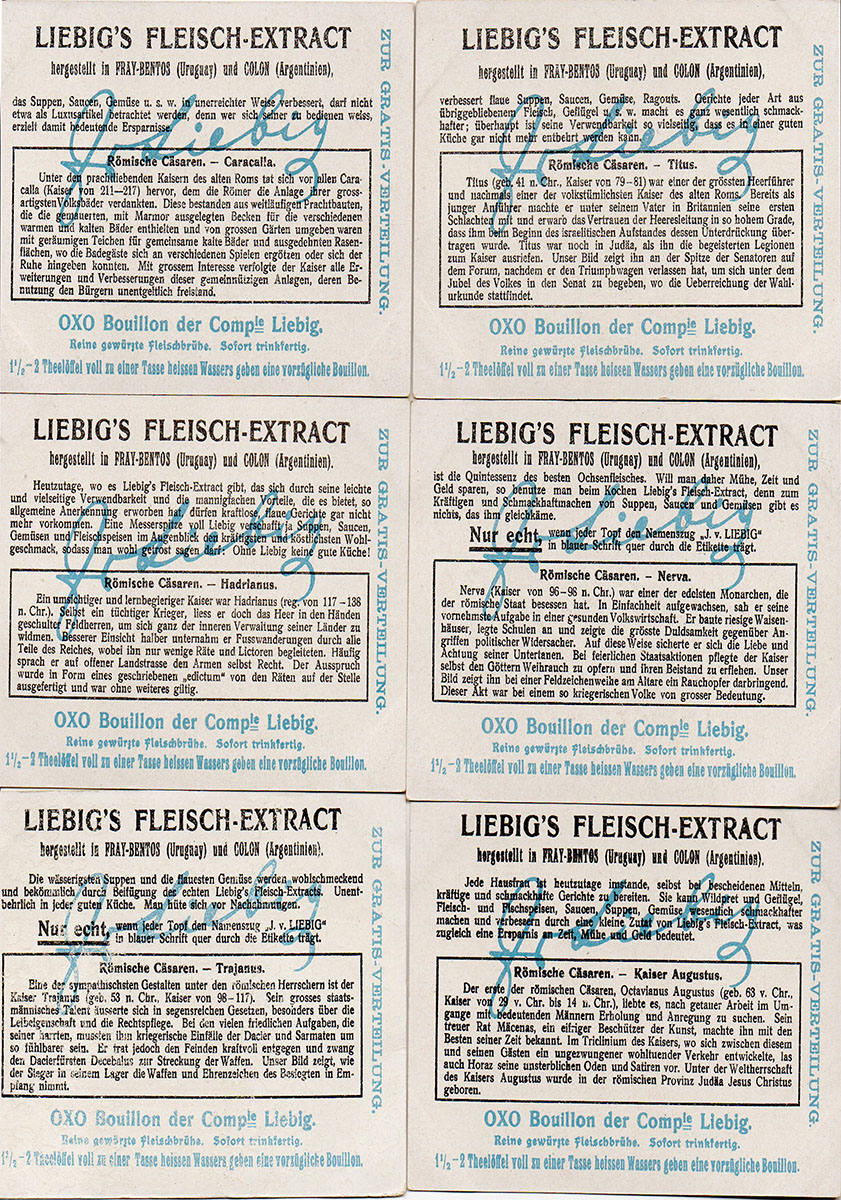 LIEBIG'S FLEISCH-EXTRACT
hergestellt in FRAY-BENTOS (Uruguay) und COLON (Argentinien),
das Suppen, Saucen, Gemüse u. s. w. in unerreichter Weise verbessert, darf nicht
etwa als Luxusartikel betrachtet werden, denn wer sich seiner zu bedienen weiss,
erzielt damit bedeutende Ersparnisse.
J. v. Liebig
Römische Cäsaren. — Caracalla.
Unter den prachtliebenden Kaisern des alten Roms tat sich vor allen Cara-
calla (Kaiser von 211—217) hervor, dem die Römer die Anlage ihrer gross-
artigsten Volksbäder verdankten. Diese bestanden aus weitläufigen Prachtbauten,
die die gemauerten, mit Marmor ausgelegten Becken für die verschiedenen
warmen und kalten Bäder enthielten und von grossen Gärten umgeben waren
mit geräumigen Teichen für gemeinsame kalte Bäder und ausgedehnten Rasen-
flächen, wo die Badegäste sich an verschiedenen Spielen ergötzen oder sich der
Ruhe hingeben konnten. Mit grossem Interesse verfolgte der Kaiser alle Er-
weiterungen und Verbesserungen dieser gemeinnützigen Anlagen, deren Be-
nutzung den Bürgern unentgeltlich freistand.
OXO Bouillon der Compie Liebig.
Reine gewürzte Fleischbrühe. Sofort trinkfertig.
1½—2 Theelöffel voll zu einer Tasse heissen Wassers geben eine vorzügliche Bouillon.
ZUR GRATIS-VERTEILUNG.
LIEBIG'S FLEISCH-EXTRACT
hergestellt in FRAY-BENTOS (Uruguay) und COLON (Argentinien),
verbessert flaue Suppen, Saucen, Gemüse, Ragouts. Gerichte jeder Art aus
übriggebliebenem Fleisch, Geflügel u. s. w. macht es ganz wesentlich schmack-
hafter; überhaupt ist seine Verwendbarkeit so vielseitig, dass es in einer guten
Küche gar nicht mehr entbehrt werden kann.
J. v. Liebig
Römische Cäsaren. — Titus.
Titus (geb. 41 n. Chr., Kaiser von 79—81) war einer der grössten Heerführer
und nachmals einer der volkstümlichsten Kaiser des alten Roms. Bereits als
junger Anführer machte er unter seinem Vater in Britannien seine ersten
Schlachten mit und erwarb das Vertrauen der Heeresleitung in so hohem Grade,
dass ihm beim Beginn des israelitischen Aufstandes dessen Unterdrückung über-
tragen wurde. Titus war noch in Judäa, als ihn die begeisterten Legionen
zum Kaiser ausriefen. Unser Bild zeigt ihn an der Spitze der Senatoren auf
dem Forum, nachdem er den Triumphwagen verlassen hat, um sich unter dem
Jubel des Volkes in den Senat zu begeben, wo die Ueberreichung der Wahl-
urkunde stattfindet.
OXO Bouillon der Compie Liebig.
Reine gewürzte Fleischbrühe. Sofort trinkfertig.
1½—2 Theelöffel voll zu einer Tasse heissen Wassers geben eine vorzügliche Bouillon.
ZUR GRATIS-VERTEILUNG.
LIEBIG'S FLEISCH-EXTRACT
hergestellt in FRAY-BENTOS (Uruguay) und COLON (Argentinien).
Heutzutage, wo es Liebig's Fleisch-Extract gibt, das sich durch seine leichte
und vielseitige Verwendbarkeit und die mannigfachen Vorteile, die es bietet, so
allgemeine Anerkennung erworben hat, dürfen kraftlose, flaue Gerichte gar nicht
mehr vorkommen. Eine Messerspitze voll Liebig verschafft ja Suppen, Saucen,
Gemüsen und Fleischspeisen im Augenblick den kräftigsten und köstlichsten Wohl-
geschmack, sodass man wohl getrost sagen darf: Ohne Liebig keine gute Küche!
J. v. Liebig
Römische Cäsaren. — Hadrianus.
Ein umsichtiger und lernbegieriger Kaiser war Hadrianus (reg. von 117—138
n. Chr.). Selbst ein tüchtiger Krieger, liess er doch das Heer in den Händen
geschulter Feldherren, um sich ganz der inneren Verwaltung seiner Länder zu
widmen. Besserer Einsicht halber unternahm er Fusswanderungen durch alle
Teile des Reiches, wobei ihn nur wenige Räte und Lictoren begleiteten. Häufig
sprach er auf offener Landstrasse den Armen selbst Recht. Der Ausspruch
wurde in Form eines geschriebenen „edictum“ von den Räten auf der Stelle
ausgefertigt und war ohne weiteres giltig.
OXO Bouillon der Compie Liebig.
Reine gewürzte Fleischbrühe. Sofort trinkfertig.
1½—2 Theelöffel voll zu einer Tasse heissen Wassers geben eine vorzügliche Bouillon.
ZUR GRATIS-VERTEILUNG.
LIEBIG'S FLEISCH-EXTRACT
hergestellt in FRAY-BENTOS (Uruguay) und COLON (Argentinien),
ist die Quintessenz des besten Ochsenfleisches. Will man daher Mühe, Zeit und
Geld sparen, so benutze man beim Kochen Liebig's Fleisch-Extract, denn zum
Kräftigen und Schmackhaftmachen von Suppen, Saucen und Gemüsen gibt es
nichts, das ihm gleichkäme.
Nur echt, wenn jeder Topf den Namenszug „J. v. LIEBIG“
in blauer Schrift quer durch die Etikette trägt.
J. v. Liebig
Römische Cäsaren. — Nerva.
Nerva (Kaiser von 96—98 n. Chr.) war einer der edelsten Monarchen, die
der römische Staat besessen hat. In Einfachheit aufgewachsen, sah er seine
vornehmste Aufgabe in einer gesunden Volkswirtschaft. Er baute riesige Waisen-
häuser, legte Schulen an und zeigte die grösste Duldsamkeit gegenüber An-
griffen politischer Widersacher. Auf diese Weise sicherte er sich die Liebe und
Achtung seiner Untertanen. Bei feierlichen Staatsaktionen pflegte der Kaiser
selbst den Göttern Weihrauch zu opfern und ihren Beistand zu erflehen. Unser
Bild zeigt ihn bei einer Feldzeichenweihe am Altare ein Rauchopfer darbringend.
Dieser Akt war bei einem so kriegerischen Volke von grosser Bedeutung.
OXO Bouillon der Compie Liebig.
Reine gewürzte Fleischbrühe. Sofort trinkfertig.
1½—2 Theelöffel voll zu einer Tasse heissen Wassers geben eine vorzügliche Bouillon.
ZUR GRATIS-VERTEILUNG.
LIEBIG'S FLEISCH-EXTRACT
hergestellt in FRAY-BENTOS (Uruguay) und COLON (Argentinien).
Die wässerigsten Suppen und die flauesten Gemüse werden wohlschmeckend
und bekömmlich durch Beifügung des echten Liebig's Fleisch-Extracts. Unent-
behrlich in jeder guten Küche. Man hüte sich vor Nachahmungen.
Nur echt, wenn jeder Topf den Namenszug „J. v. LIEBIG“
in blauer Schrift quer durch die Etikette trägt.
J. v. Liebig
Römische Cäsaren. — Trajanus.
Eine der sympathischsten Gestalten unter den römischen Herrschern ist der
Kaiser Trajanus (geb. 53 n. Chr., Kaiser von 98—117). Sein grosses staats-
männisches Talent äusserte sich in segensreichen Gesetzen, besonders über die
Leibeigenschaft und die Rechtspflege. Bei den vielen friedlichen Aufgaben, die
seiner harrten, mussten ihm kriegerische Einfälle der Dacier und Sarmaten um
so fühlbarer sein. Er trat jedoch den Feinden kraftvoll entgegen und zwang
den Dacierfürsten Decebalus zur Streckung der Waffen. Unser Bild zeigt, wie
der Sieger in seinem Lager die Waffen und Ehrenzeichen des Besiegten in Em-
pfang nimmt.
OXO Bouillon der Compie Liebig.
Reine gewürzte Fleischbrühe. Sofort trinkfertig.
1½—2 Theelöffel voll zu einer Tasse heissen Wassers geben eine vorzügliche Bouillon.
ZUR GRATIS-VERTEILUNG.
LIEBIG'S FLEISCH-EXTRACT
hergestellt in FRAY-BENTOS (Uruguay) und COLON (Argentinien).
Jede Hausfrau ist heutzutage imstande, selbst bei bescheidenen Mitteln,
kräftige und schmackhafte Gerichte zu bereiten. Sie kann Wildpret und Geflügel,
Fleisch- und Fischspeisen, Saucen, Suppen, Gemüse wesentlich schmackhafter
machen und verbessern durch eine kleine Zutat von Liebig's Fleisch-Extract, was
zugleich eine Ersparnis an Zeit, Mühe und Geld bedeutet.
J. v. Liebig
Römische Cäsaren. — Kaiser Augustus.
Der erste der römischen Cäsaren, Octavianus Augustus (geb. 63 v. Chr.,
Kaiser von 29 v. Chr. bis 14 n. Chr.), liebte es, nach getaner Arbeit im Um-
gange mit bedeutenden Männern Erholung und Anregung zu suchen. Sein
treuer Rat Mäcenas, ein eifriger Beschützer der Kunst, machte ihn mit den
Besten seiner Zeit bekannt. Im Triclinium des Kaisers, wo sich zwischen diesem
und seinen Gästen ein ungezwungener wohltuender Verkehr entwickelte, las
auch Horaz seine unsterblichen Oden und Satiren vor. Unter der Weltherrschaft
des Kaisers Augustus wurde in der römischen Provinz Judäa Jesus Christus
geboren.
OXO Bouillon der Compie Liebig.
Reine gewürzte Fleischbrühe. Sofort trinkfertig.
1½—2 Theelöffel voll zu einer Tasse heissen Wassers geben eine vorzügliche Bouillon.
ZUR GRATIS-VERTEILUNG.